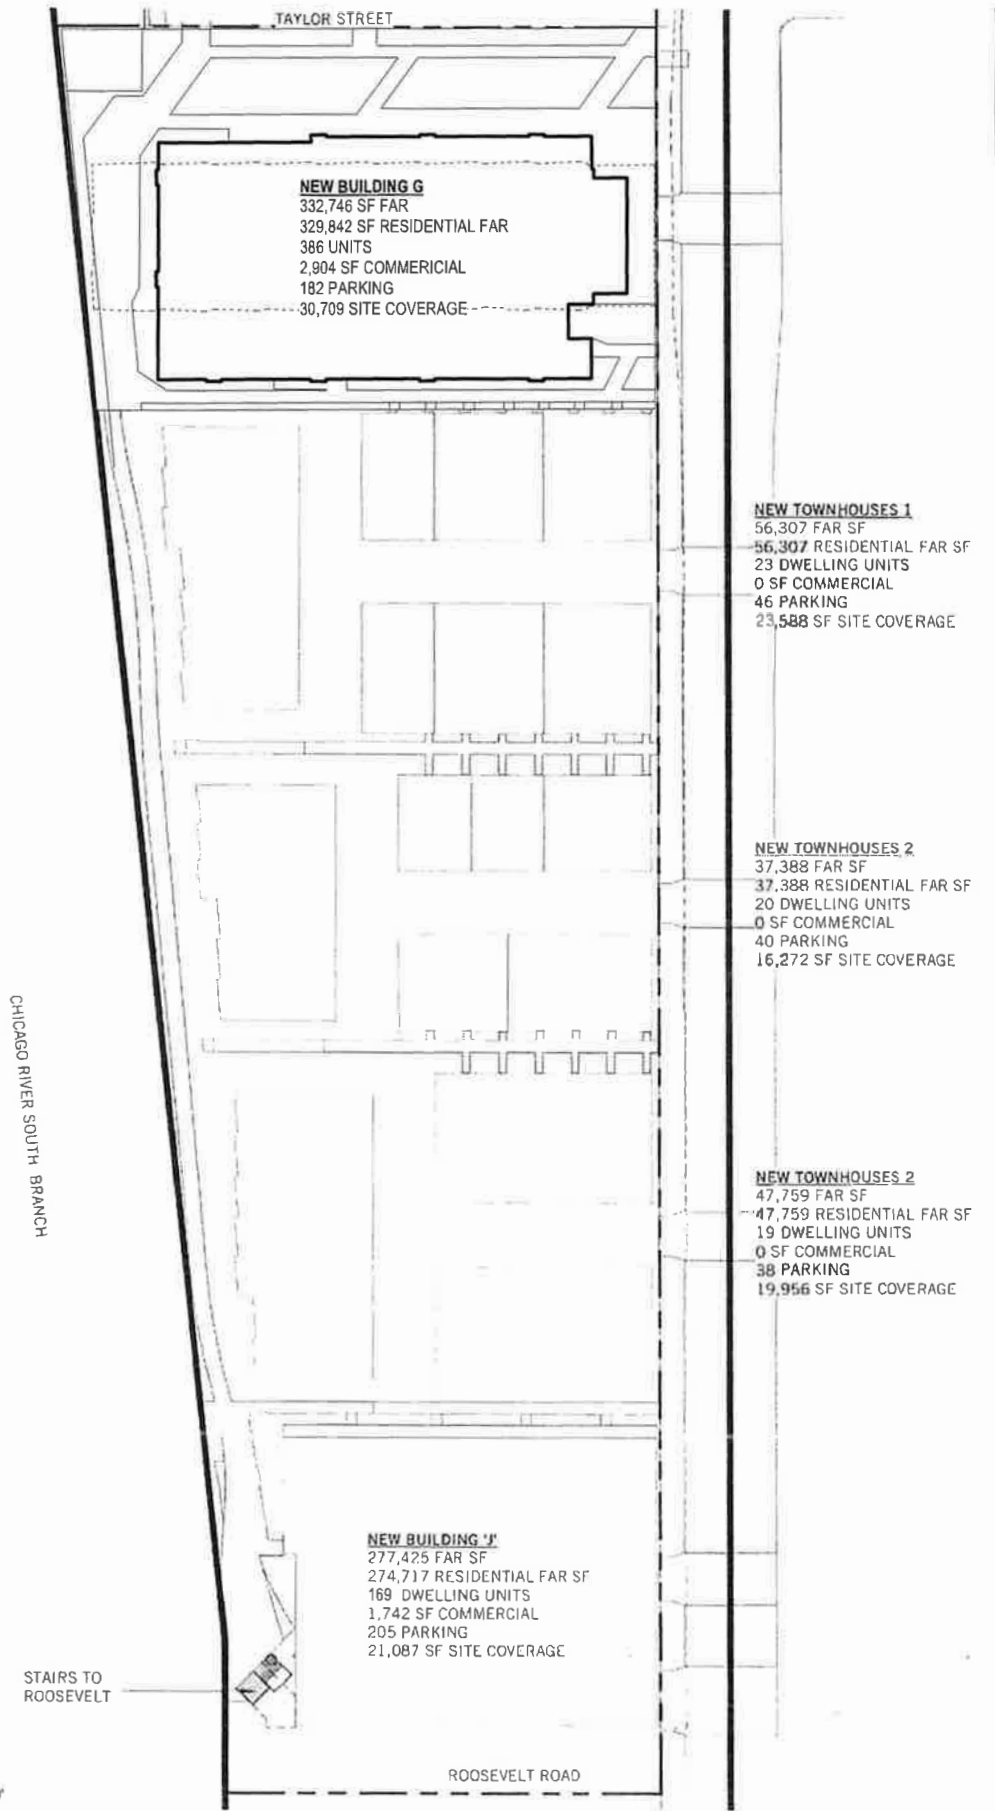 TAYLOR STREET
NEW BUILDING G
332,746 SF FAR
329,842 SF RESIDENTIAL FAR
386 UNITS
2,904 SF COMMERICIAL
182 PARKING
30,709 SITE COVERAGE
NEW TOWNHOUSES 1
56,307 FAR SF
56,307 RESIDENTIAL FAR SF
23 DWELLING UNITS
0 SF COMMERCIAL
46 PARKING
23,588 SF SITE COVERAGE
NEW TOWNHOUSES 2
37,388 FAR SF
37,388 RESIDENTIAL FAR SF
20 DWELLING UNITS
0 SF COMMERCIAL
40 PARKING
16,272 SF SITE COVERAGE
CHICAGO RIVER SOUTH BRANCH
NEW TOWNHOUSES 2
47,759 FAR SF
47,759 RESIDENTIAL FAR SF
19 DWELLING UNITS
0 SF COMMERCIAL
38 PARKING
19,956 SF SITE COVERAGE
NEW BUILDING 'J'
277,425 FAR SF
274,717 RESIDENTIAL FAR SF
169 DWELLING UNITS
1,742 SF COMMERCIAL
205 PARKING
21,087 SF SITE COVERAGE
STAIRS TO
ROOSEVELT
ROOSEVELT ROAD